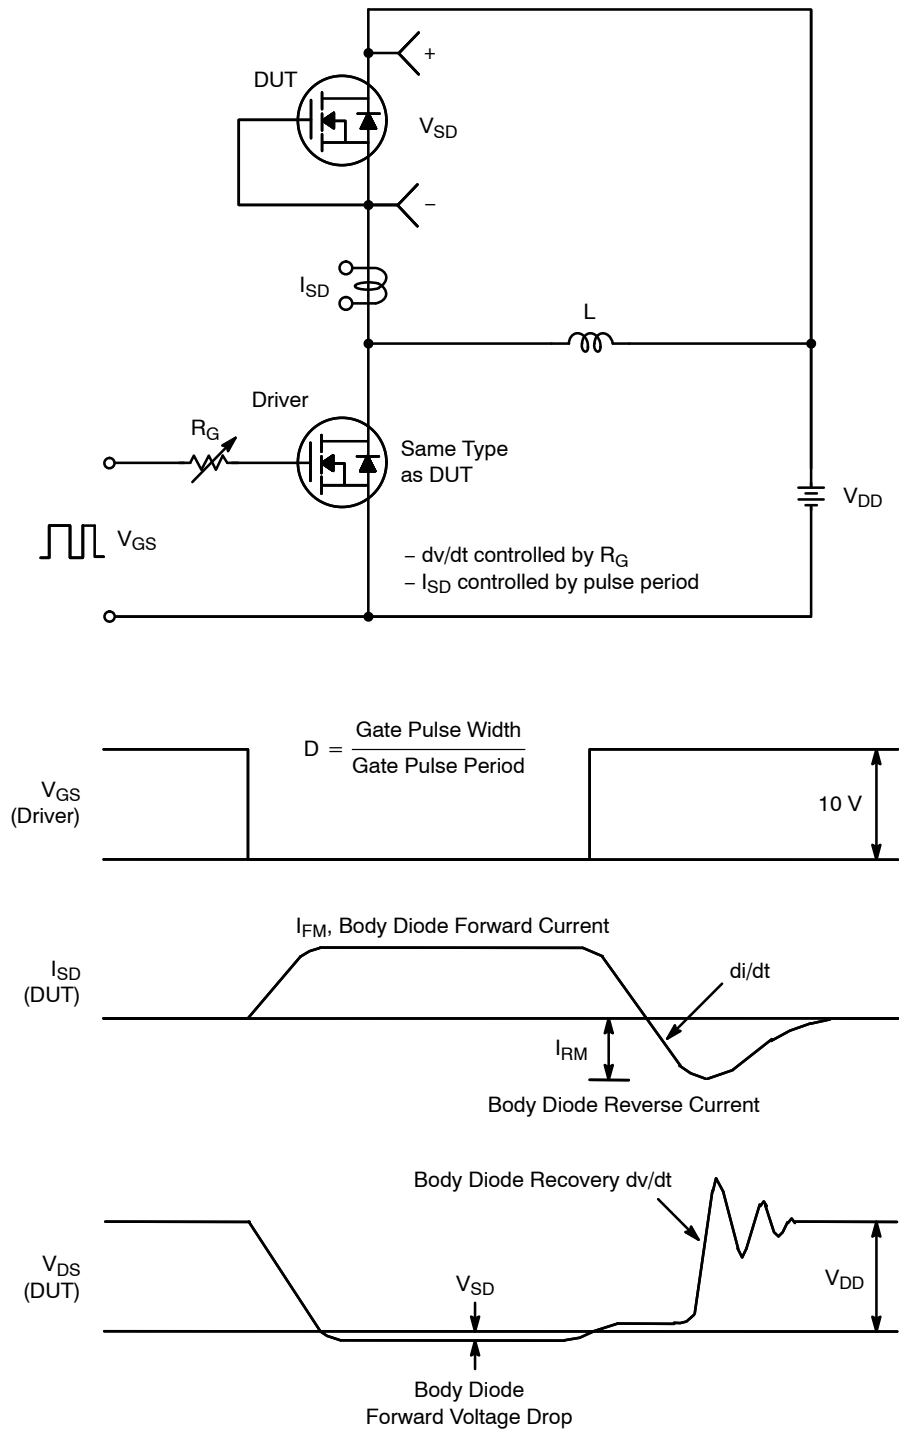 +
DUT
V_SD
−
I_SD
L
Driver
R_G
Same Type
as DUT
V_DD
V_GS
− dv/dt controlled by R_G
− I_SD controlled by pulse period
D = Gate Pulse Width
Gate Pulse Period
V_GS
(Driver)
10 V
I_FM, Body Diode Forward Current
I_SD
(DUT)
di/dt
I_RM
Body Diode Reverse Current
Body Diode Recovery dv/dt
V_DS
(DUT)
V_SD
V_DD
Body Diode
Forward Voltage Drop